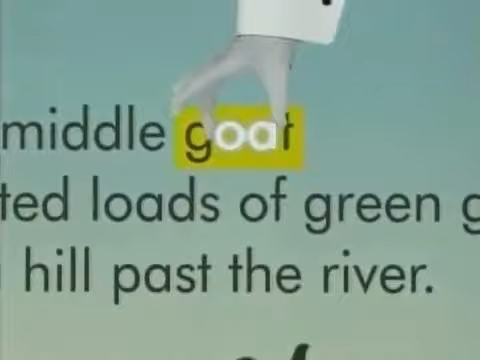 middle goat
ted loads of green g
hill past the river.